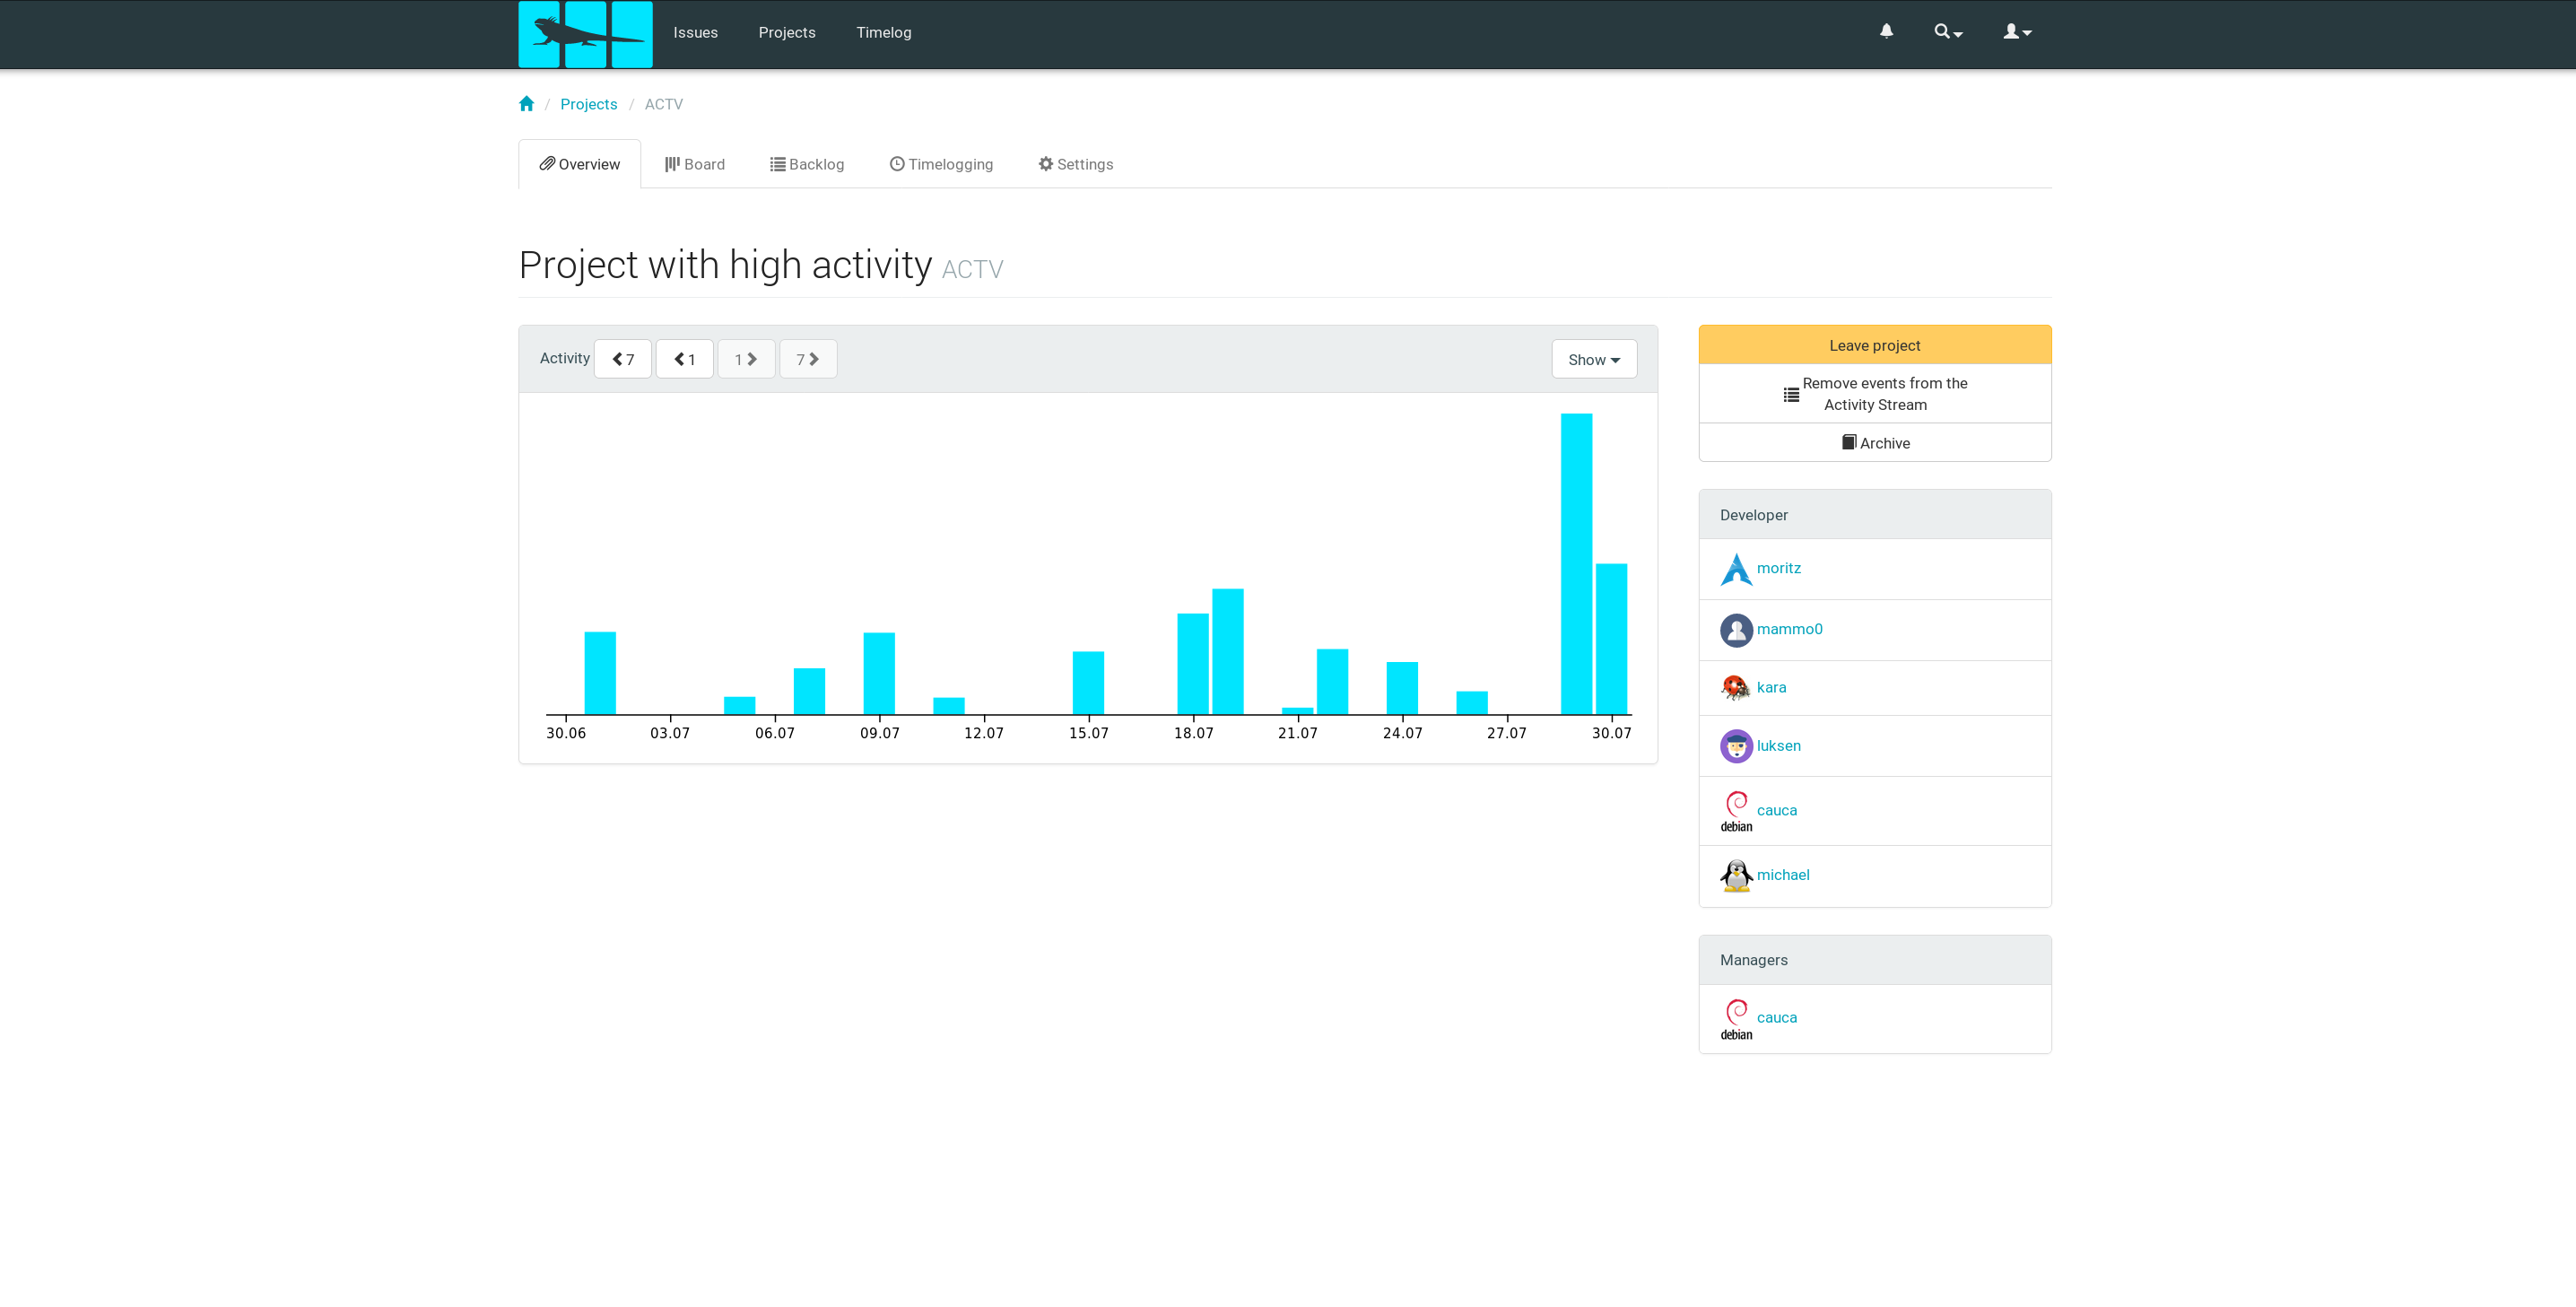 Issues Projects Timelog
/ Projects / ACTV
Overview Board Backlog Timelogging Settings
Project with high activity ACTV
Activity 7 1 1 7 Show
30.06 03.07 06.07 09.07 12.07 15.07 18.07 21.07 24.07 27.07 30.07
Leave project
Remove events from the
Activity Stream
Archive
Developer
moritz
mammo0
kara
luksen
debian cauca
michael
Managers
debian cauca